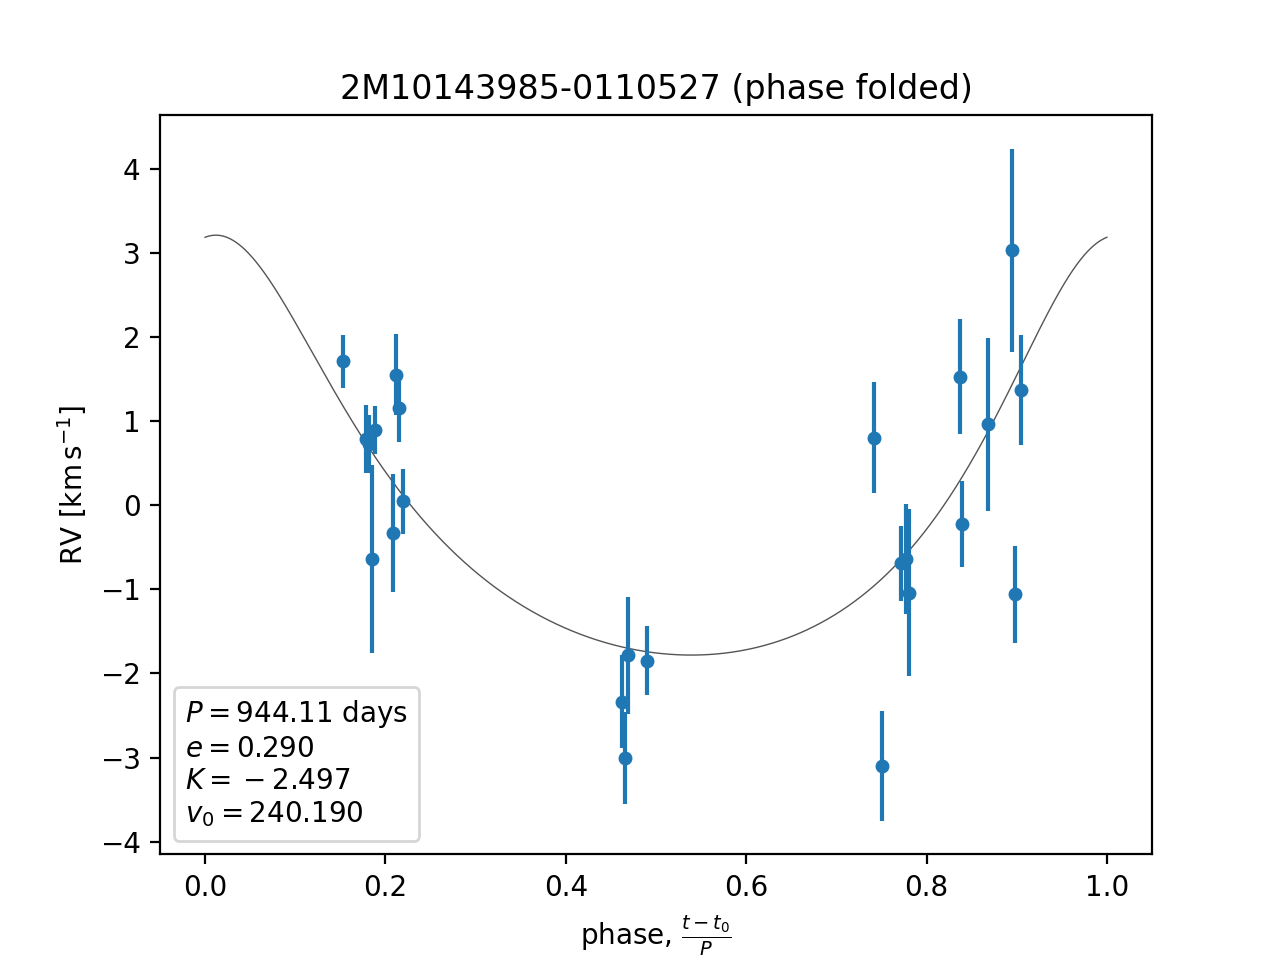 2M10143985-0110527 (phase folded)
RV [km s⁻¹]
4
3
2
1
0
−1
−2
−3
−4
P = 944.11 days
e = 0.290
K = −2.497
v₀ = 240.190
0.0 0.2 0.4 0.6 0.8 1.0
phase, (t − t₀)/P